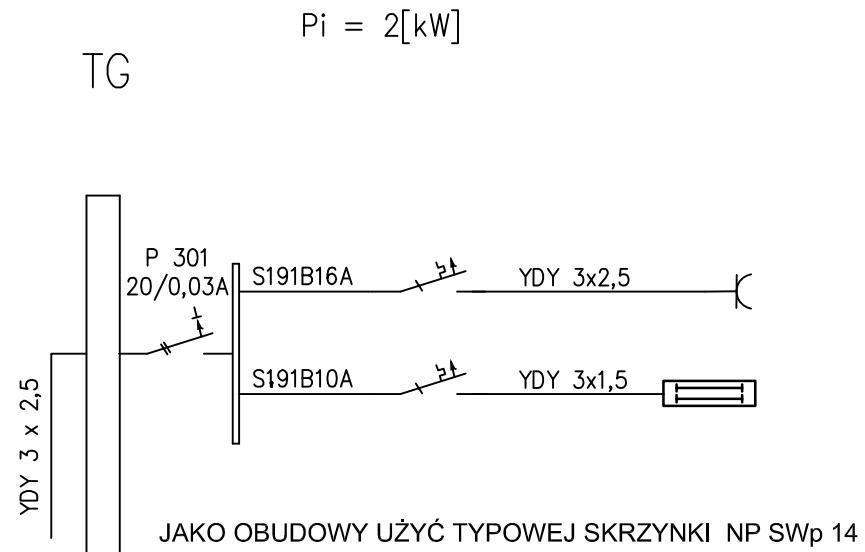 Pi = 2[kW]
TG
P 301
20/0,03A
S191B16A
YDY 3x2,5
S191B10A
YDY 3x1,5
YDY 3 x 2,5
JAKO OBUDOWY UŻYĆ TYPOWEJ SKRZYNKI NP SWp 14